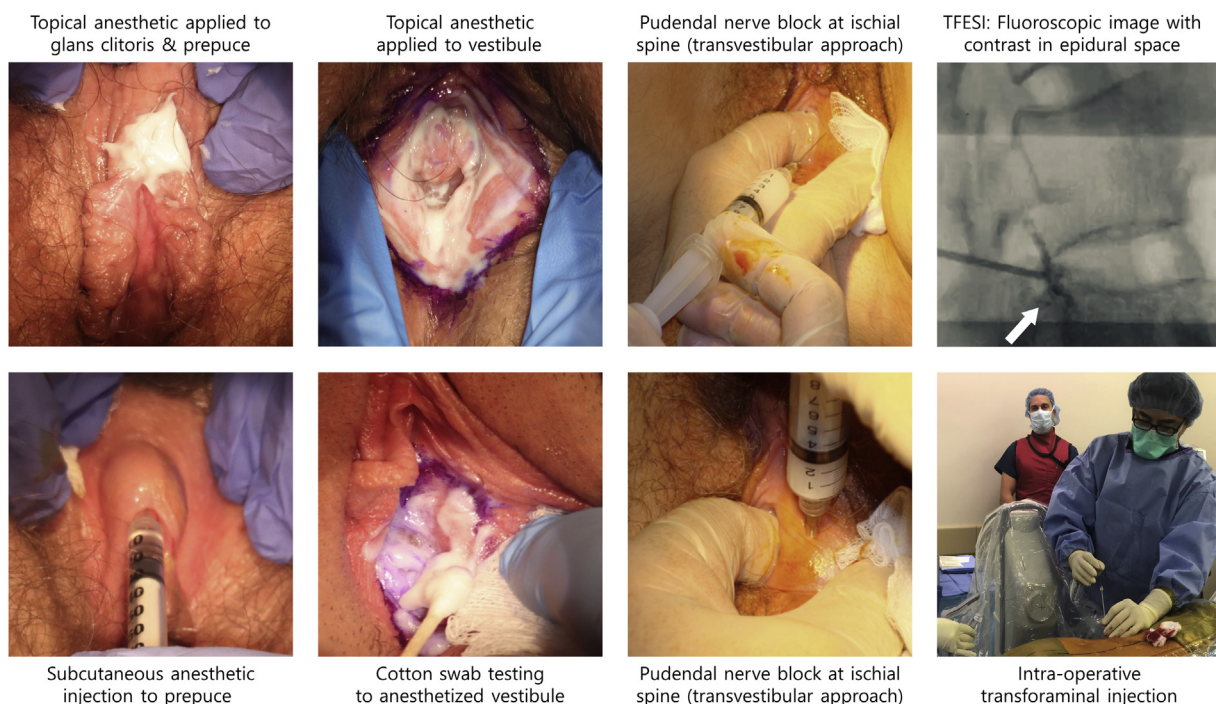 Topical anesthetic applied to
glans clitoris & prepuce
Topical anesthetic
applied to vestibule
Pudendal nerve block at ischial
spine (transvestibular approach)
TFESI: Fluoroscopic image with
contrast in epidural space
Subcutaneous anesthetic
injection to prepuce
Cotton swab testing
to anesthetized vestibule
Pudendal nerve block at ischial
spine (transvestibular approach)
Intra-operative
transforaminal injection